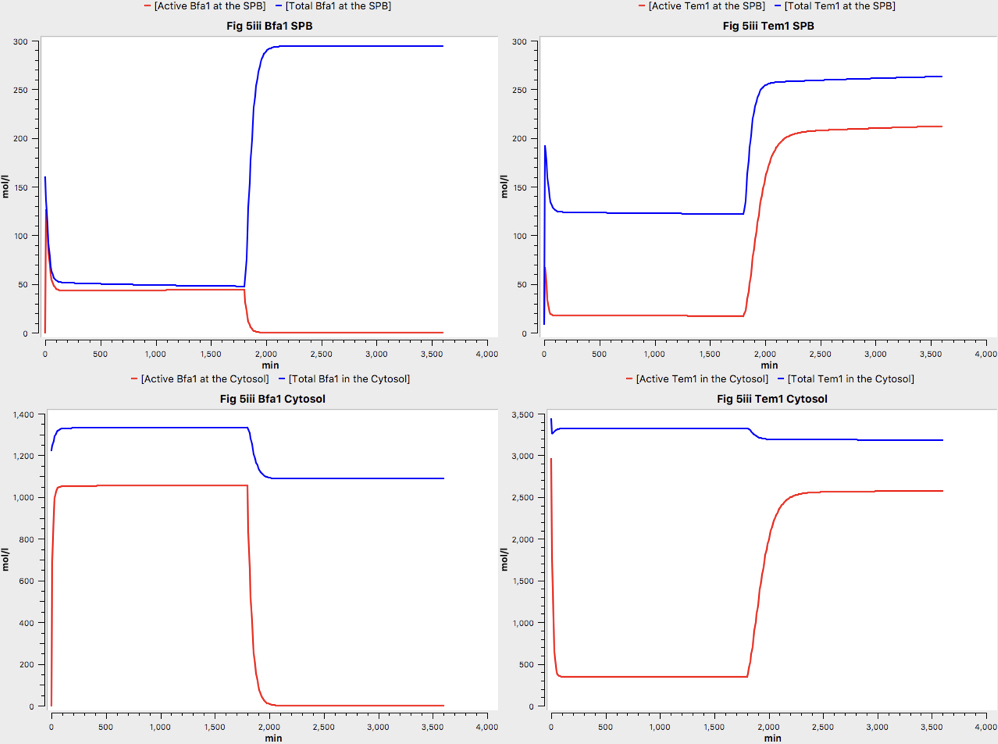 [Active Bfa1 at the SPB] [Total Bfa1 at the SPB]
Fig 5iii Bfa1 SPB
300
250
200
150
100
50
0
mol/l
0 500 1,000 1,500 2,000 2,500 3,000 3,500 4,000
min
[Active Tem1 at the SPB] [Total Tem1 at the SPB]
Fig 5iii Tem1 SPB
300
250
200
150
100
50
0
mol/l
0 500 1,000 1,500 2,000 2,500 3,000 3,500 4,000
min
[Active Bfa1 at the Cytosol] [Total Bfa1 in the Cytosol]
Fig 5iii Bfa1 Cytosol
1,400
1,200
1,000
800
600
400
200
0
mol/l
0 500 1,000 1,500 2,000 2,500 3,000 3,500 4,000
min
[Active Tem1 in the Cytosol] [Total Tem1 in the Cytosol]
Fig 5iii Tem1 Cytosol
3,500
3,000
2,500
2,000
1,500
1,000
500
0
mol/l
0 500 1,000 1,500 2,000 2,500 3,000 3,500 4,000
min